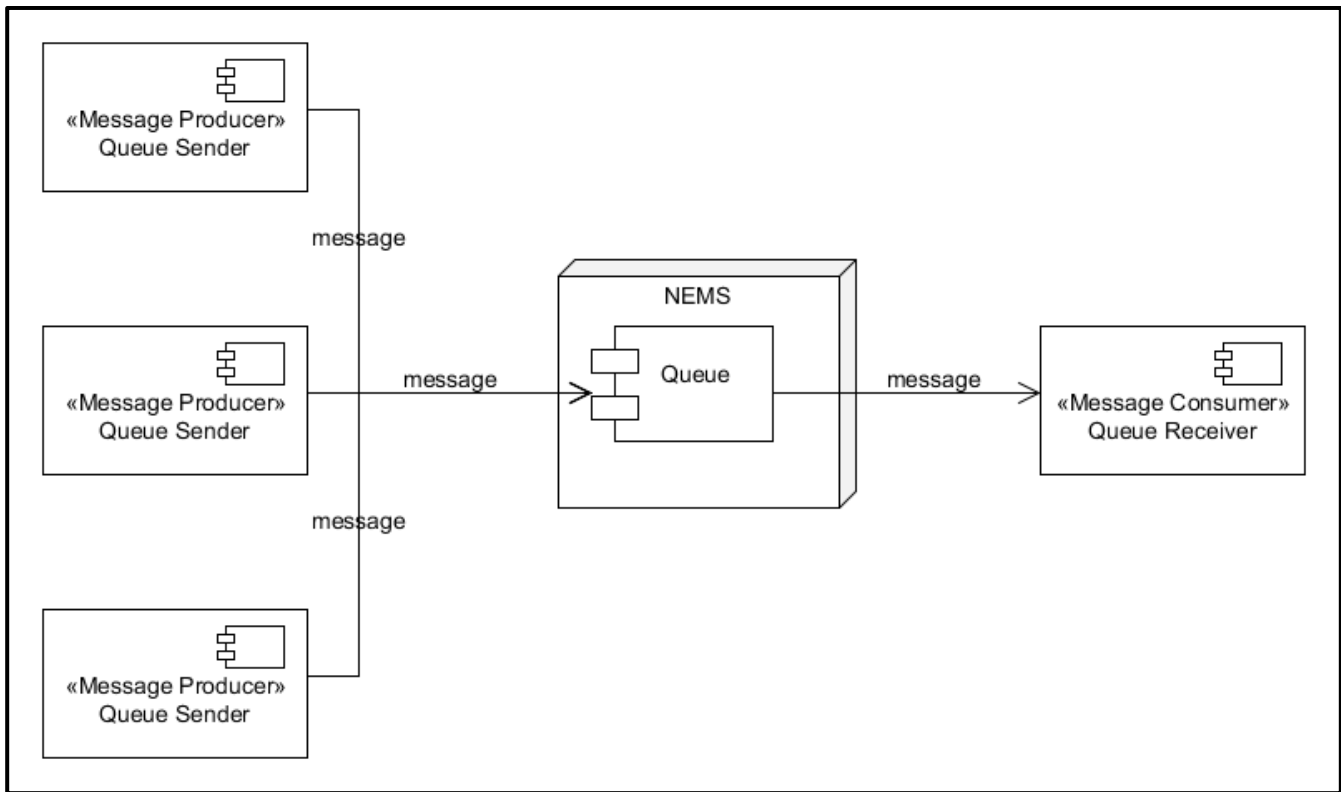 «Message Producer»
Queue Sender
message
NEMS
«Message Producer»
Queue Sender
message
Queue
message
«Message Consumer»
Queue Receiver
message
«Message Producer»
Queue Sender